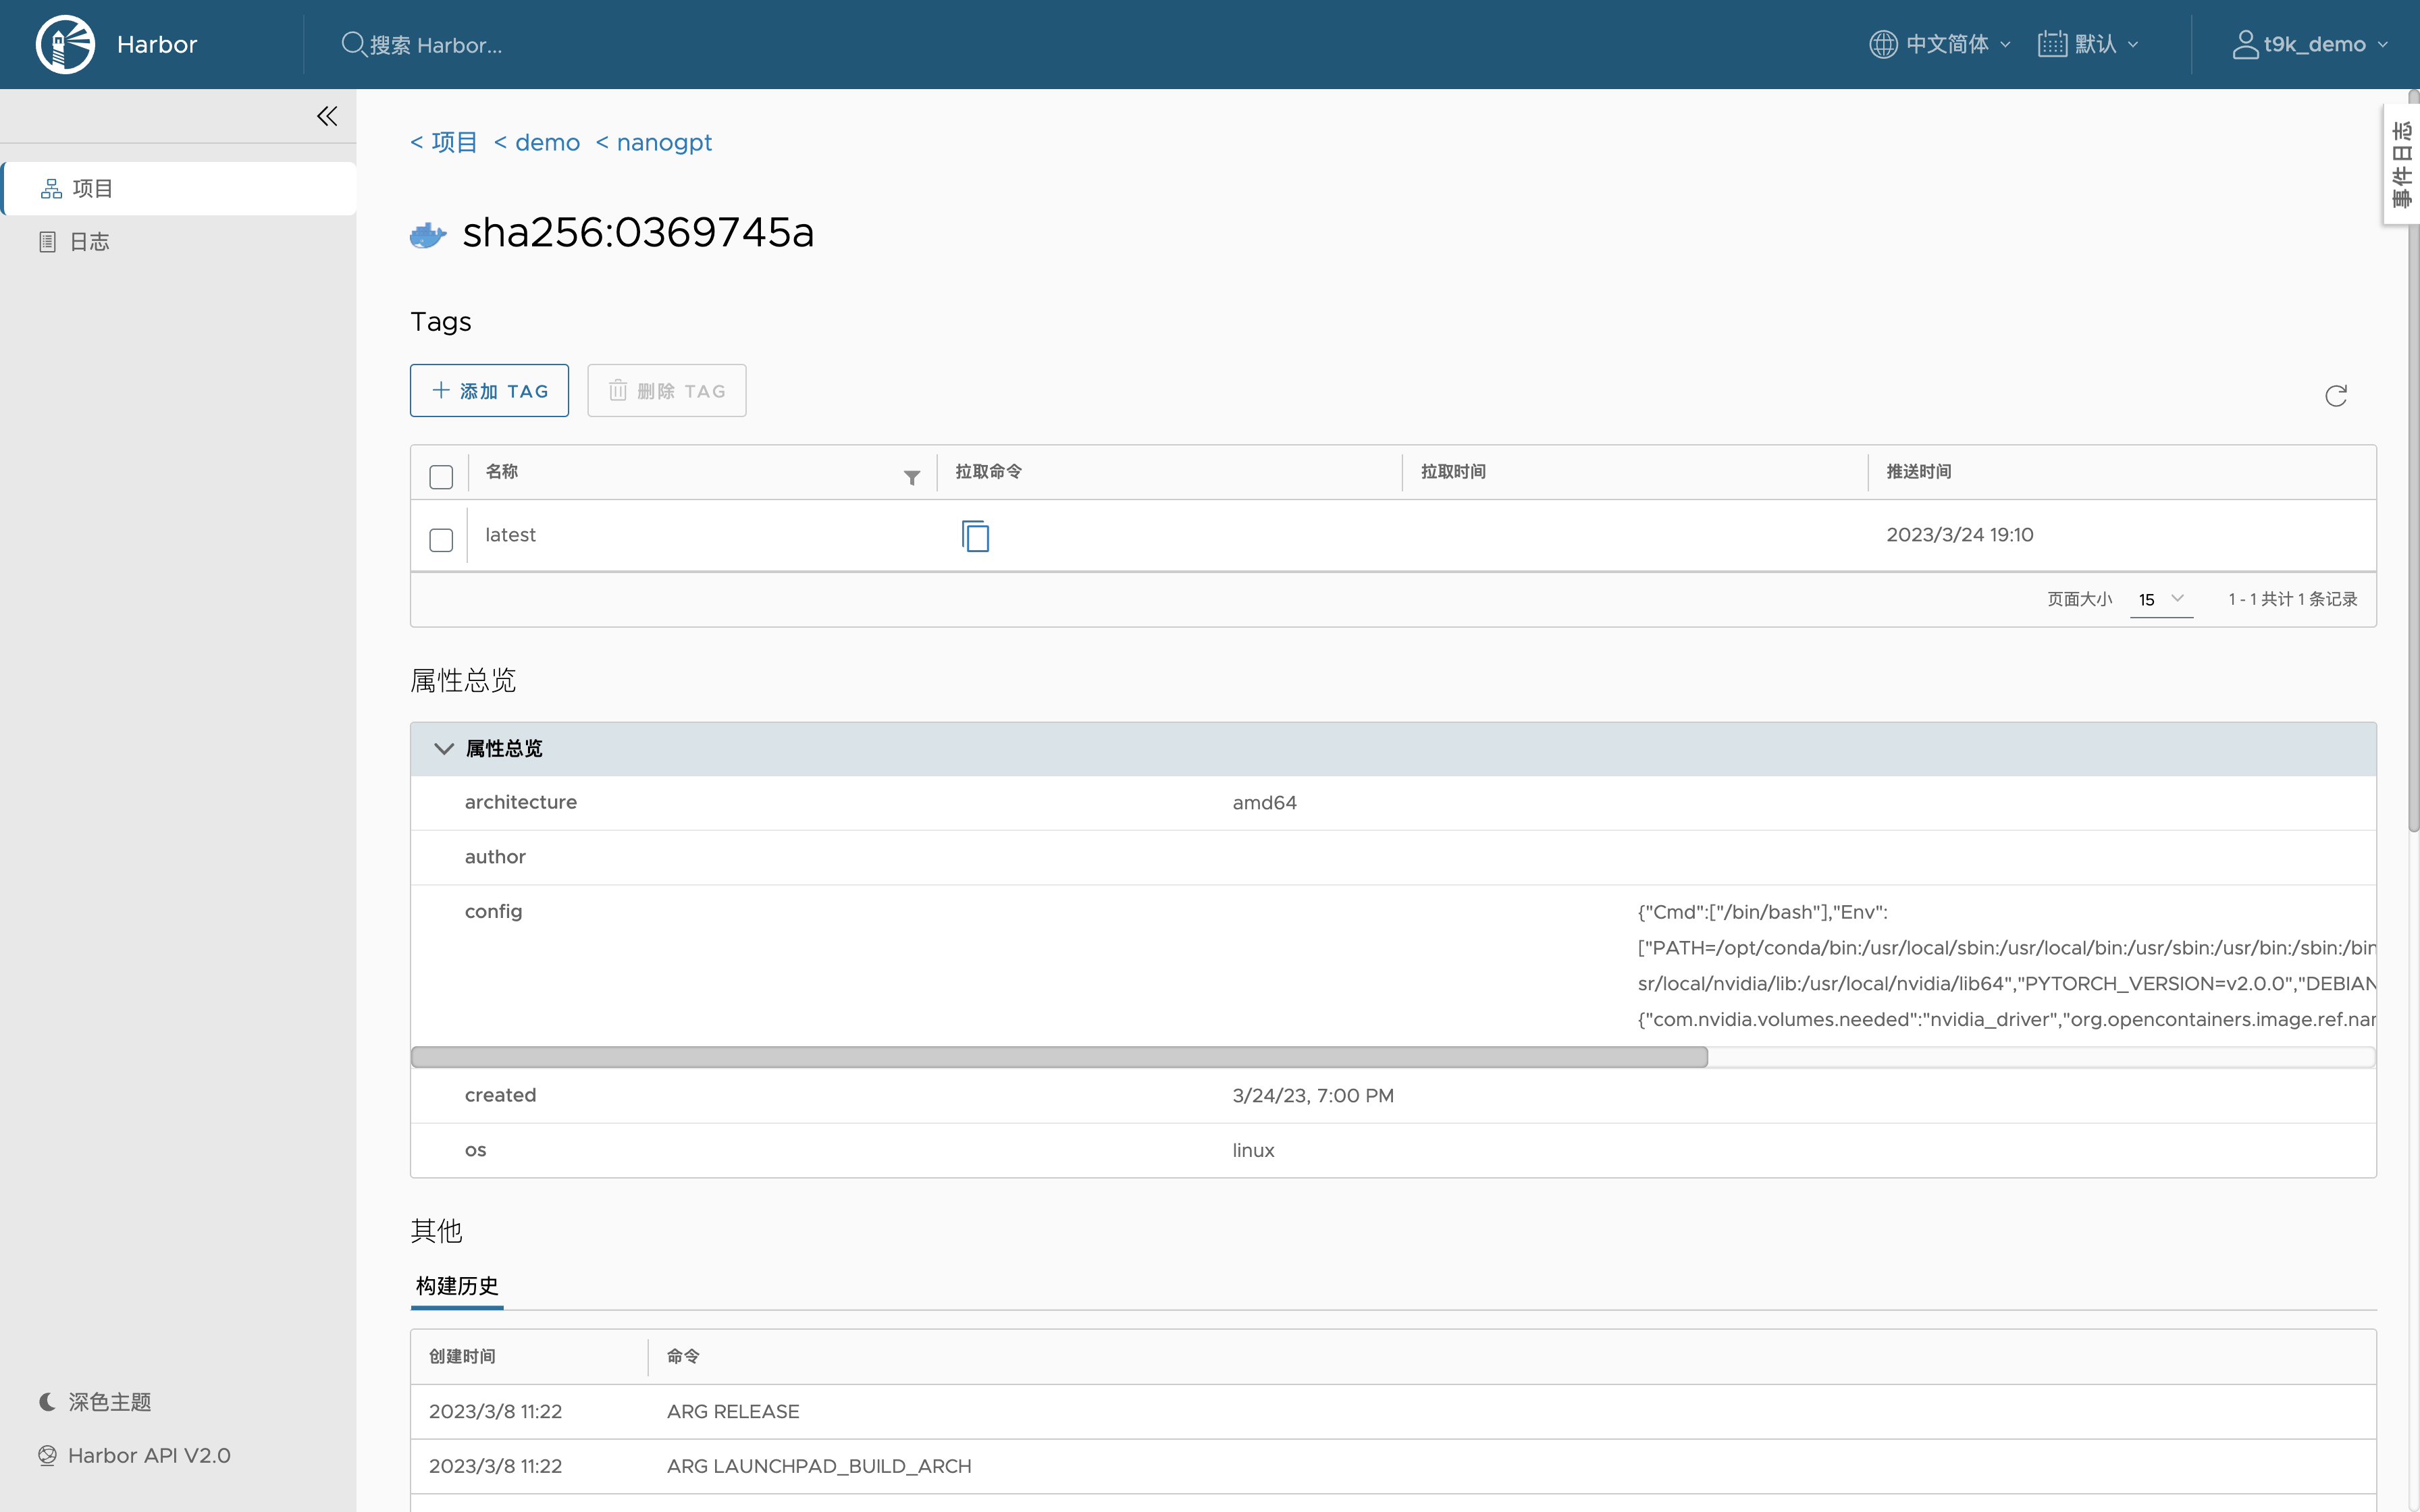 Harbor
搜索 Harbor...
中文简体
默认
t9k_demo
项目
日志
深色主题
Harbor API V2.0
事件日志
< 项目 < demo < nanogpt
sha256:0369745a
Tags
添加 TAG
删除 TAG
名称 拉取命令 拉取时间 推送时间
latest 2023/3/24 19:10
页面大小 15 1 - 1 共计 1 条记录
属性总览
属性总览
architecture amd64
author
config {"Cmd":["/bin/bash"],"Env":
["PATH=/opt/conda/bin:/usr/local/sbin:/usr/local/bin:/usr/sbin:/usr/bin:/sbin:/bin
sr/local/nvidia/lib:/usr/local/nvidia/lib64","PYTORCH_VERSION=v2.0.0","DEBIAN
{"com.nvidia.volumes.needed":"nvidia_driver","org.opencontainers.image.ref.nar
created 3/24/23, 7:00 PM
os linux
其他
构建历史
创建时间 命令
2023/3/8 11:22 ARG RELEASE
2023/3/8 11:22 ARG LAUNCHPAD_BUILD_ARCH